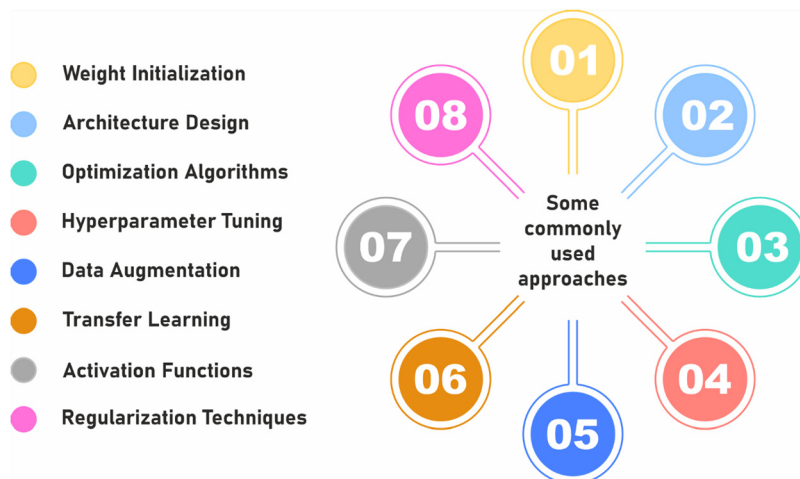 Weight Initialization
Architecture Design
Optimization Algorithms
Hyperparameter Tuning
Data Augmentation
Transfer Learning
Activation Functions
Regularization Techniques
01
02
03
04
05
06
07
08
Some
commonly
used
approaches